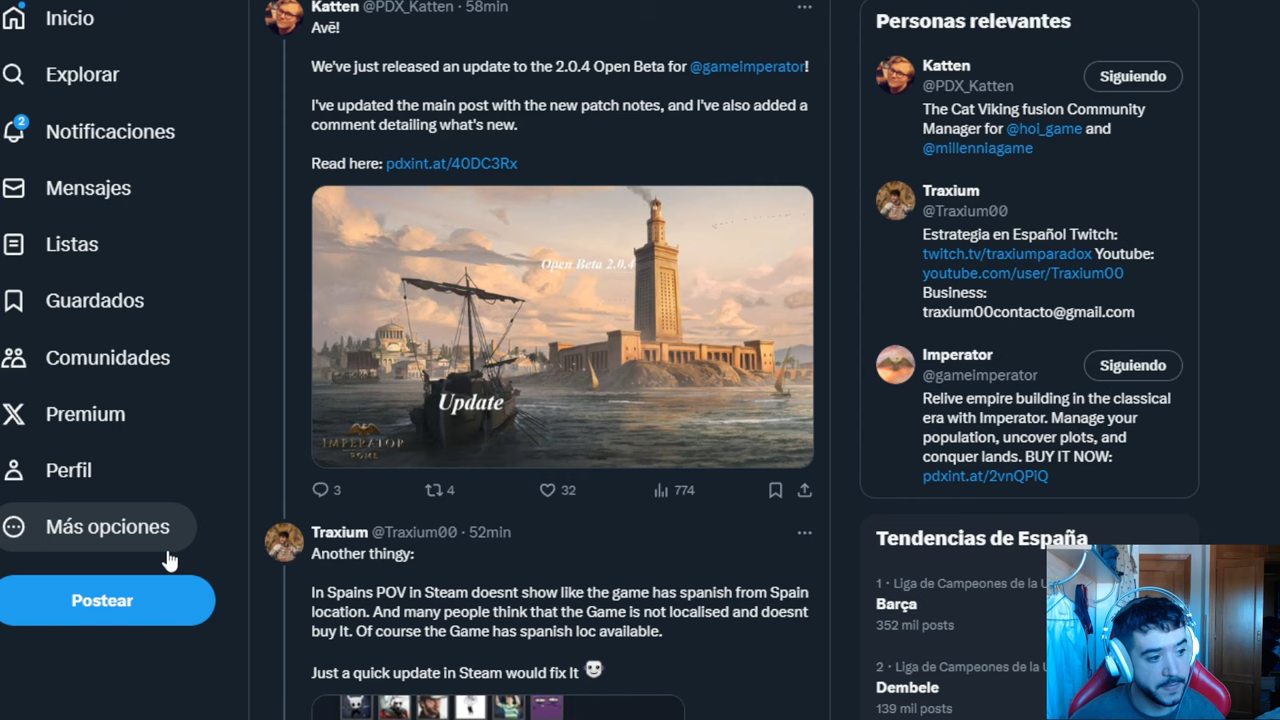 Inicio
Explorar
2
Notificaciones
Mensajes
Listas
Guardados
Comunidades
Premium
Perfil
Más opciones
Postear
Katten @PDX_Katten · 58min
Avē!
We've just released an update to the 2.0.4 Open Beta for @gameimperator!
I've updated the main post with the new patch notes, and I've also added a
comment detailing what's new.
Read here: pdxint.at/40DC3Rx
Open Beta 2.0.4
Update
IMPERATOR
ROME
3
4
32
774
Traxium @Traxium00 · 52min
Another thingy:
In Spains POV in Steam doesnt show like the game has spanish from Spain
location. And many people think that the Game is not localised and doesnt
buy It. Of course the Game has spanish loc available.
Just a quick update in Steam would fix It
Personas relevantes
Katten
@PDX_Katten
Siguiendo
The Cat Viking fusion Community
Manager for @hoi_game and
@millenniagame
Traxium
@Traxium00
Estrategia en Español Twitch:
twitch.tv/traxiumparadox Youtube:
youtube.com/user/Traxium00
Business:
traxium00contacto@gmail.com
Imperator
@gameimperator
Siguiendo
Relive empire building in the classical
era with Imperator. Manage your
population, uncover plots, and
conquer lands. BUY IT NOW:
pdxint.at/2vnQPiQ
Tendencias de España
1 · Liga de Campeones de la
Barça
352 mil posts
2 · Liga de Campeones de la
Dembele
139 mil posts